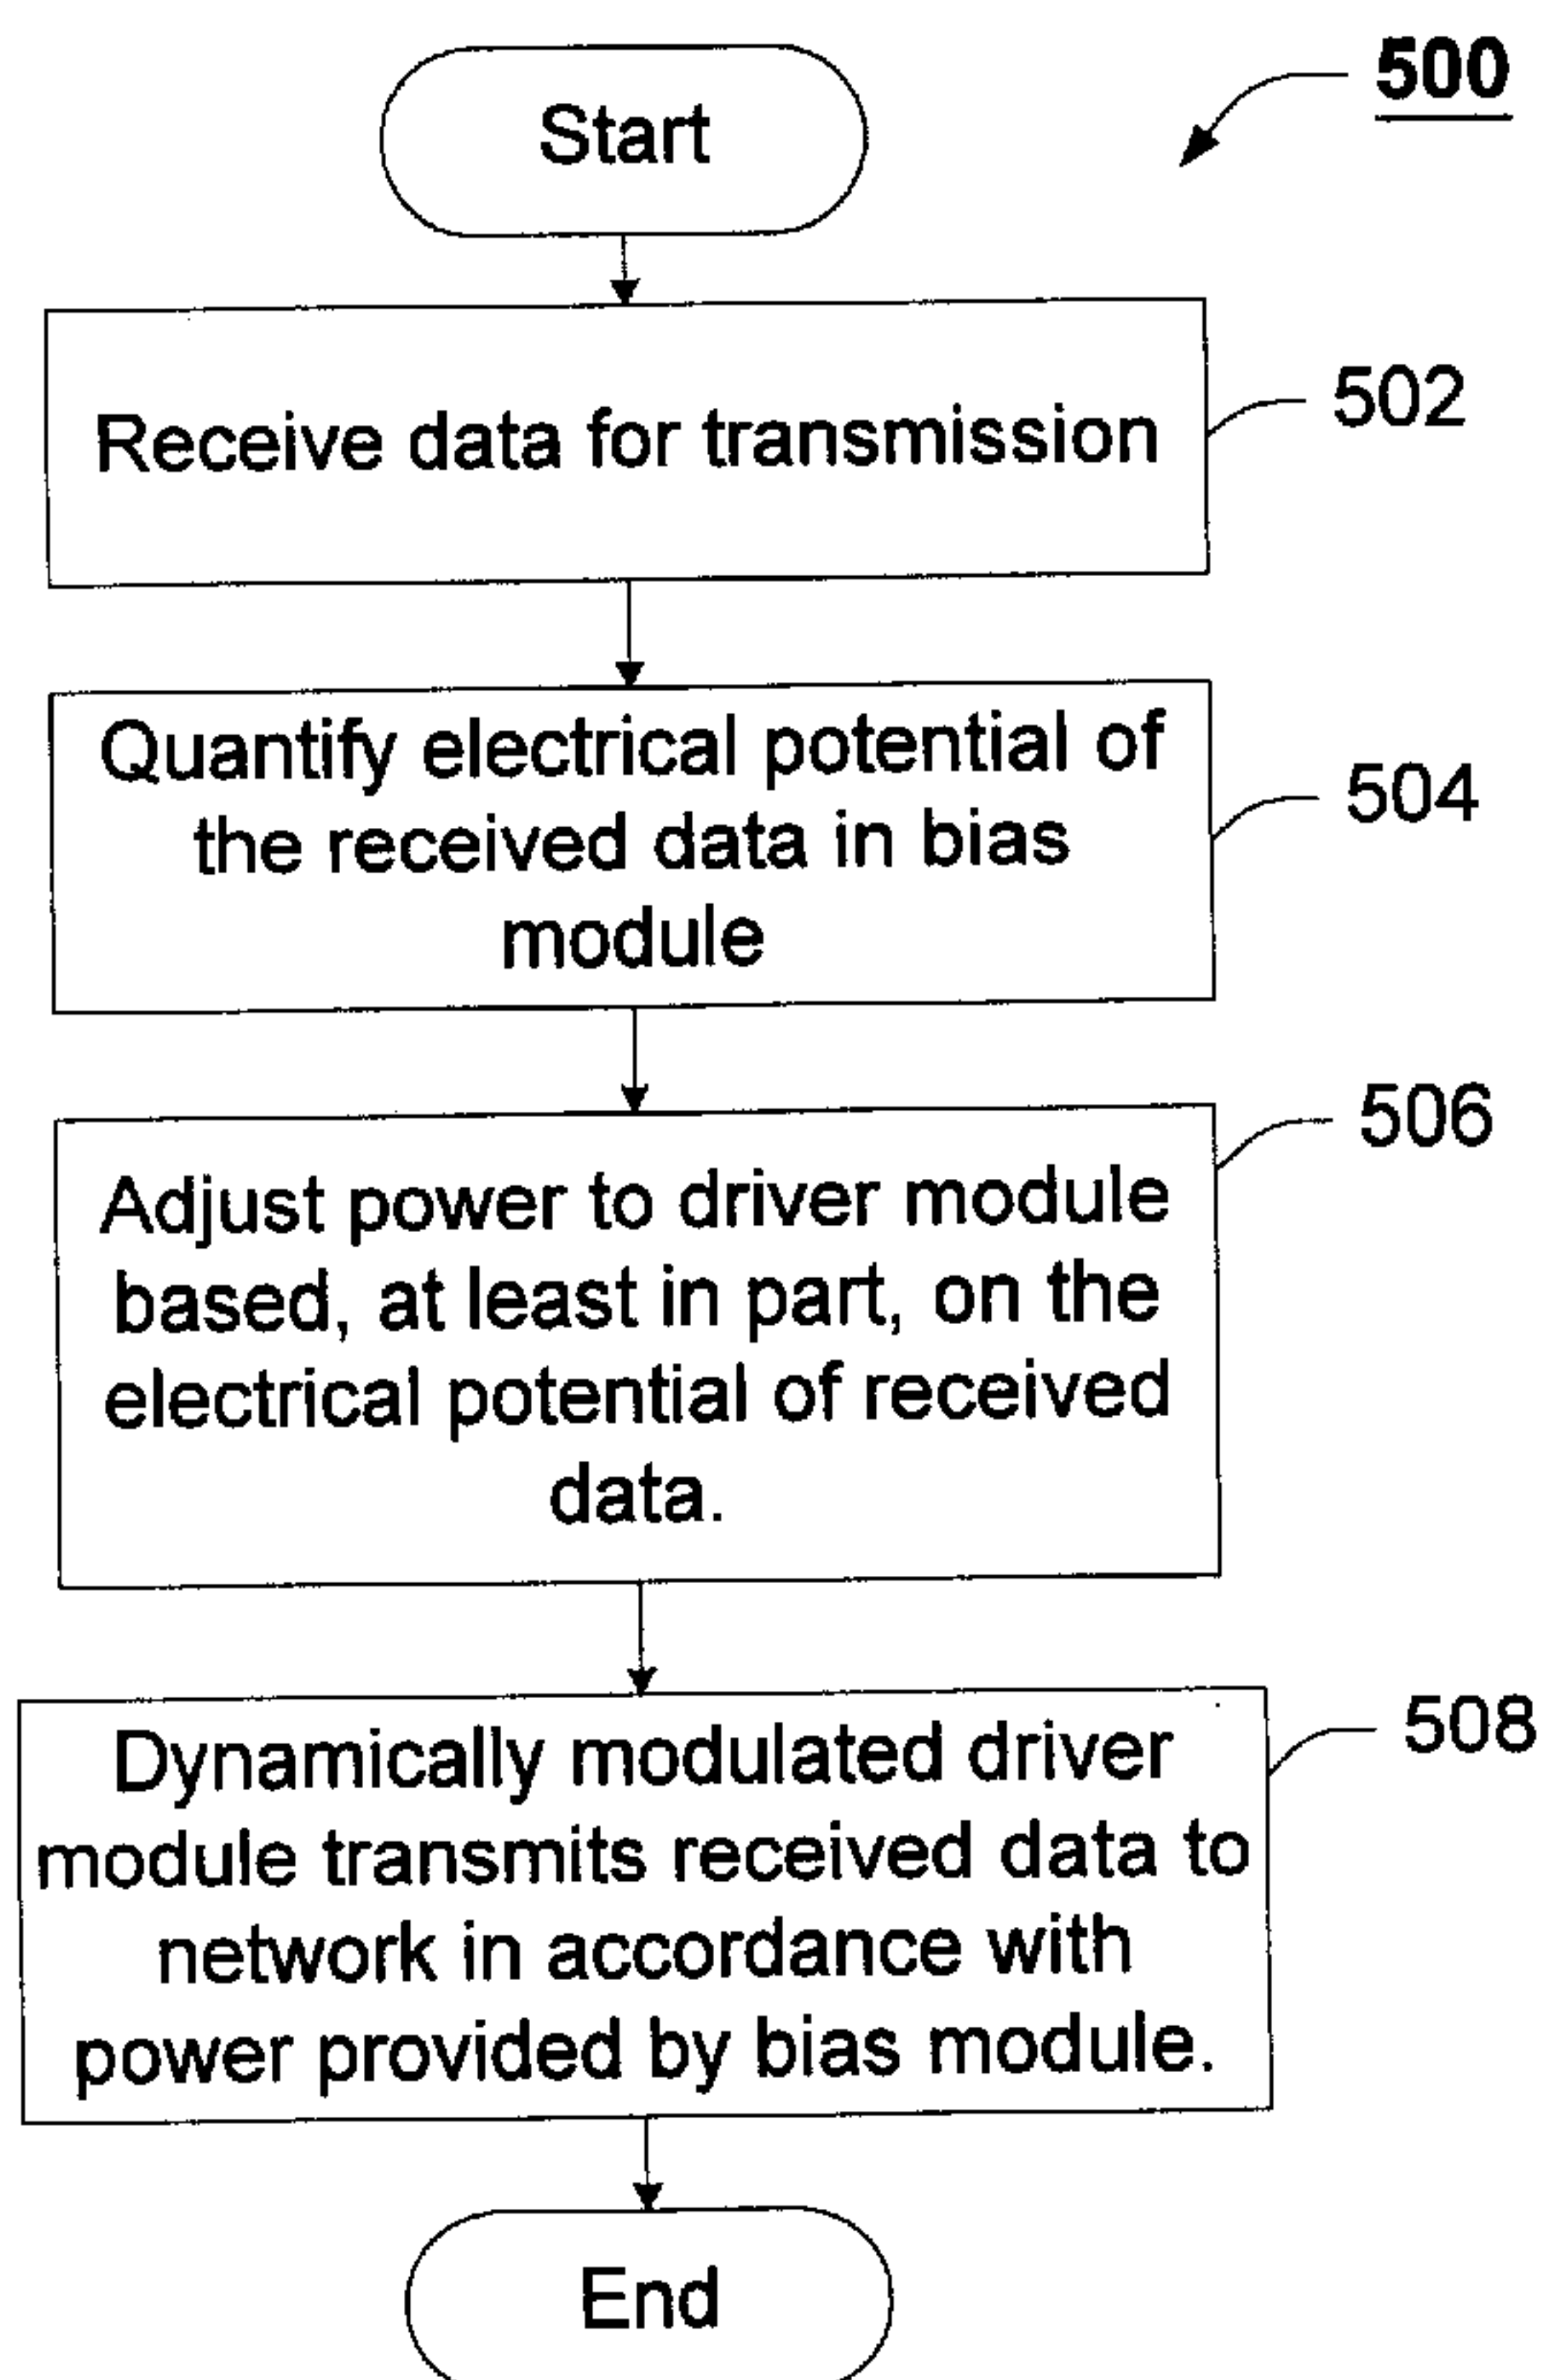 500
Start
Receive data for transmission
502
Quantify electrical potential of
the received data in bias
module
504
506
Adjust power to driver module
based, at least in part, on the
electrical potential of received
data.
508
Dynamically modulated driver
module transmits received data to
network in accordance with
power provided by bias module.
End